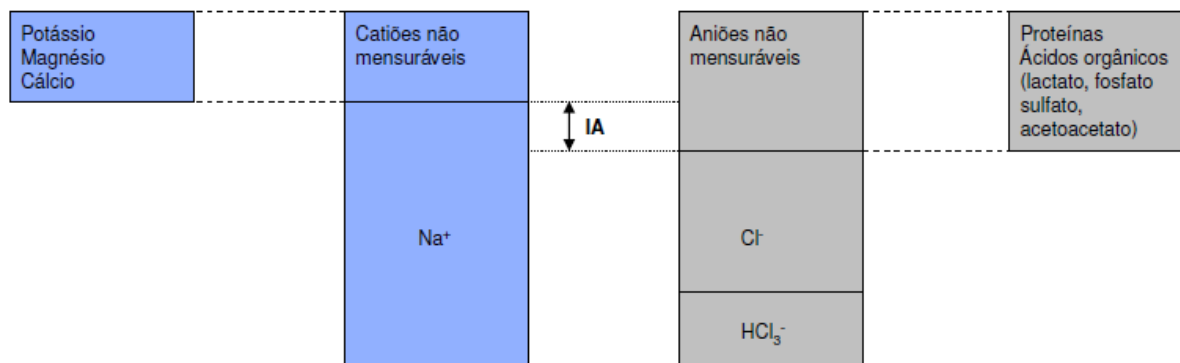 Potássio
Magnésio
Cálcio
Catiões não
mensuráveis
Aniões não
mensuráveis
Proteínas
Ácidos orgânicos
(lactato, fosfato
sulfato,
acetoacetato)
IA
Na⁺
Cl⁻
HCl₃⁻